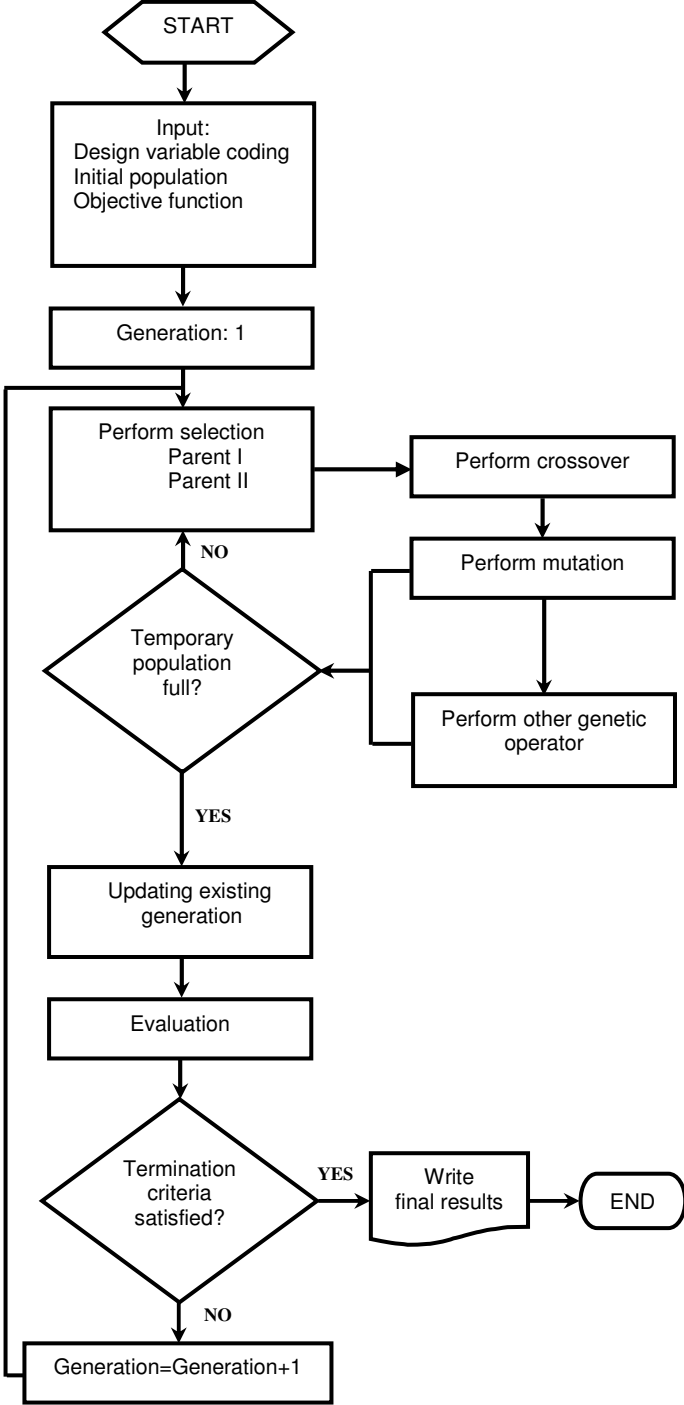 START
Input:
Design variable coding
Initial population
Objective function
Generation: 1
Perform selection
Parent I
Parent II
Perform crossover
Perform mutation
Perform other genetic
operator
NO
Temporary
population
full?
YES
Updating existing
generation
Evaluation
Termination
criteria
satisfied?
YES
Write
final results
END
NO
Generation=Generation+1